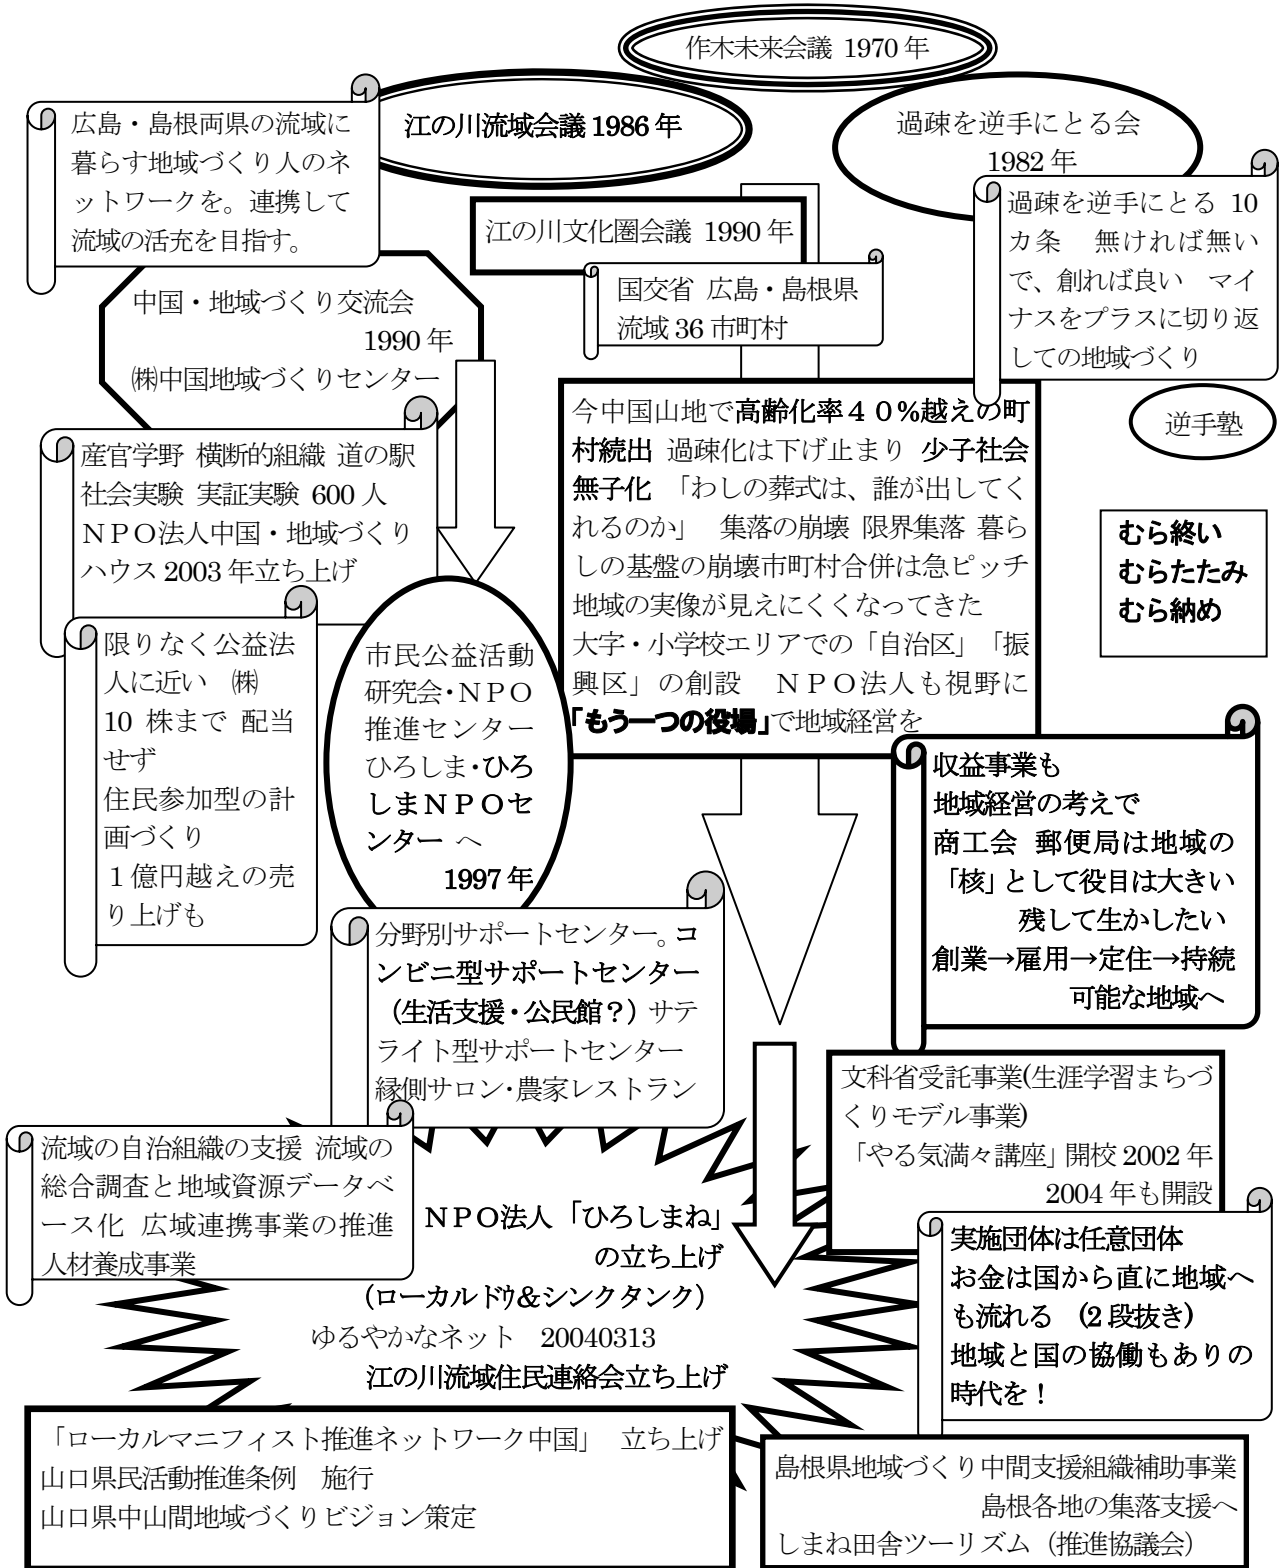 作木未来会議 1970年
江の川流域会議1986年
過疎を逆手にとる会
1982年
広島・島根両県の流域に
暮らす地域づくり人のネ
ットワークを。連携して
流域の活充を目指す。
過疎を逆手にとる 10
カ条　無ければ無い
で、創れば良い　マイ
ナスをプラスに切り返
しての地域づくり
江の川文化圏会議 1990年
国交省 広島・島根県
流域36市町村
中国・地域づくり交流会
1990年
㈱中国地域づくりセンター
逆手塾
産官学野 横断的組織 道の駅
社会実験 実証実験 600人
ＮＰＯ法人中国・地域づくり
ハウス2003年立ち上げ
今中国山地で高齢化率４０%越えの町
村続出 過疎化は下げ止まり 少子社会
無子化 「わしの葬式は、誰が出してく
れるのか」　集落の崩壊 限界集落 暮ら
しの基盤の崩壊市町村合併は急ピッチ
地域の実像が見えにくくなってきた
大字・小学校エリアでの「自治区」「振
興区」の創設　ＮＰＯ法人も視野に
「もう一つの役場」で地域経営を
むら終い
むらたたみ
むら納め
限りなく公益法
人に近い　㈱
10 株まで 配当
せず
住民参加型の計
画づくり
１億円越えの売
り上げも
市民公益活動
研究会・ＮＰＯ
推進センター
ひろしま・ひろ
しまＮＰＯセ
ンター へ
1997年
収益事業も
地域経営の考えで
商工会 郵便局は地域の
「核」として役目は大きい
残して生かしたい
創業→雇用→定住→持続
可能な地域へ
分野別サポートセンター。コ
ンビニ型サポートセンター
（生活支援・公民館？）サテ
ライト型サポートセンター
縁側サロン・農家レストラン
文科省受託事業(生涯学習まちづ
くりモデル事業)
「やる気満々講座」開校2002年
2004年も開設
流域の自治組織の支援 流域の
総合調査と地域資源データベ
ース化 広域連携事業の推進
人材養成事業
ＮＰＯ法人「ひろしまね」
の立ち上げ
（ローカルドゥ＆シンクタンク）
ゆるやかなネット　20040313
江の川流域住民連絡会立ち上げ
実施団体は任意団体
お金は国から直に地域へ
も流れる　（2段抜き）
地域と国の協働もありの
時代を！
「ローカルマニフィスト推進ネットワーク中国」　立ち上げ
山口県民活動推進条例　施行
山口県中山間地域づくりビジョン策定
島根県地域づくり中間支援組織補助事業
島根各地の集落支援へ
しまね田舎ツーリズム（推進協議会）